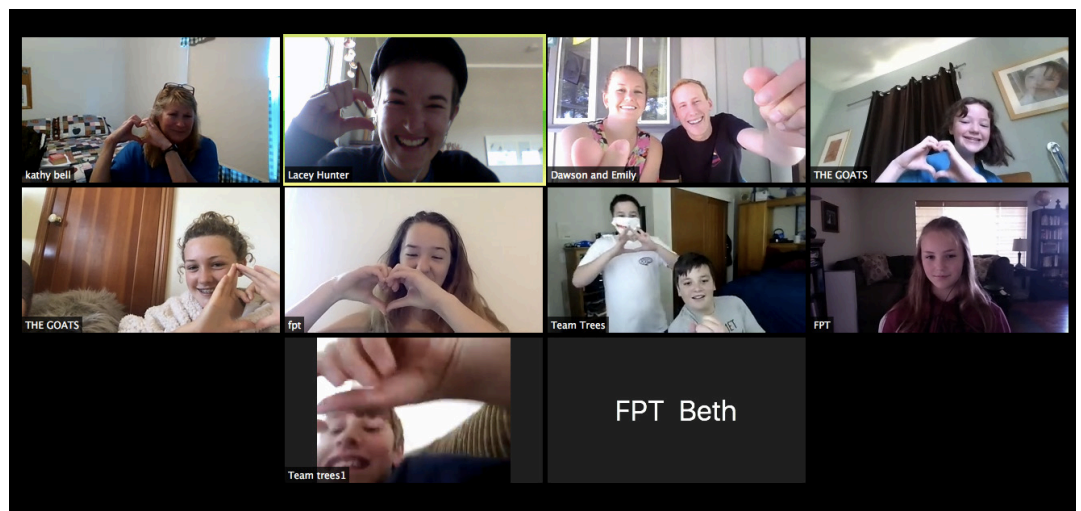 kathy bell
Lacey Hunter
Dawson and Emily
THE GOATS
THE GOATS
fpt
Team Trees
FPT
Team trees1
FPT Beth